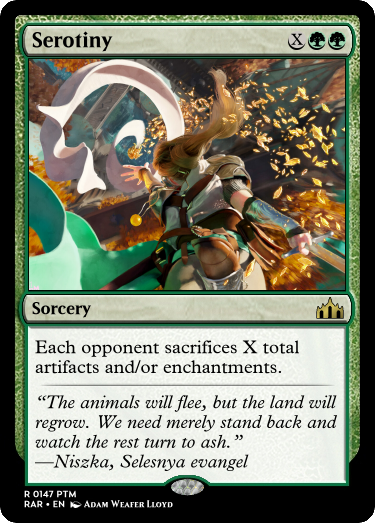 Serotiny X
Sorcery
Each opponent sacrifices X total
artifacts and/or enchantments.
“The animals will flee, but the land will
regrow. We need merely stand back and
watch the rest turn to ash.”
—Niszka, Selesnya evangel
R 0147 PTM
RAR • EN Adam Weafer Lloyd